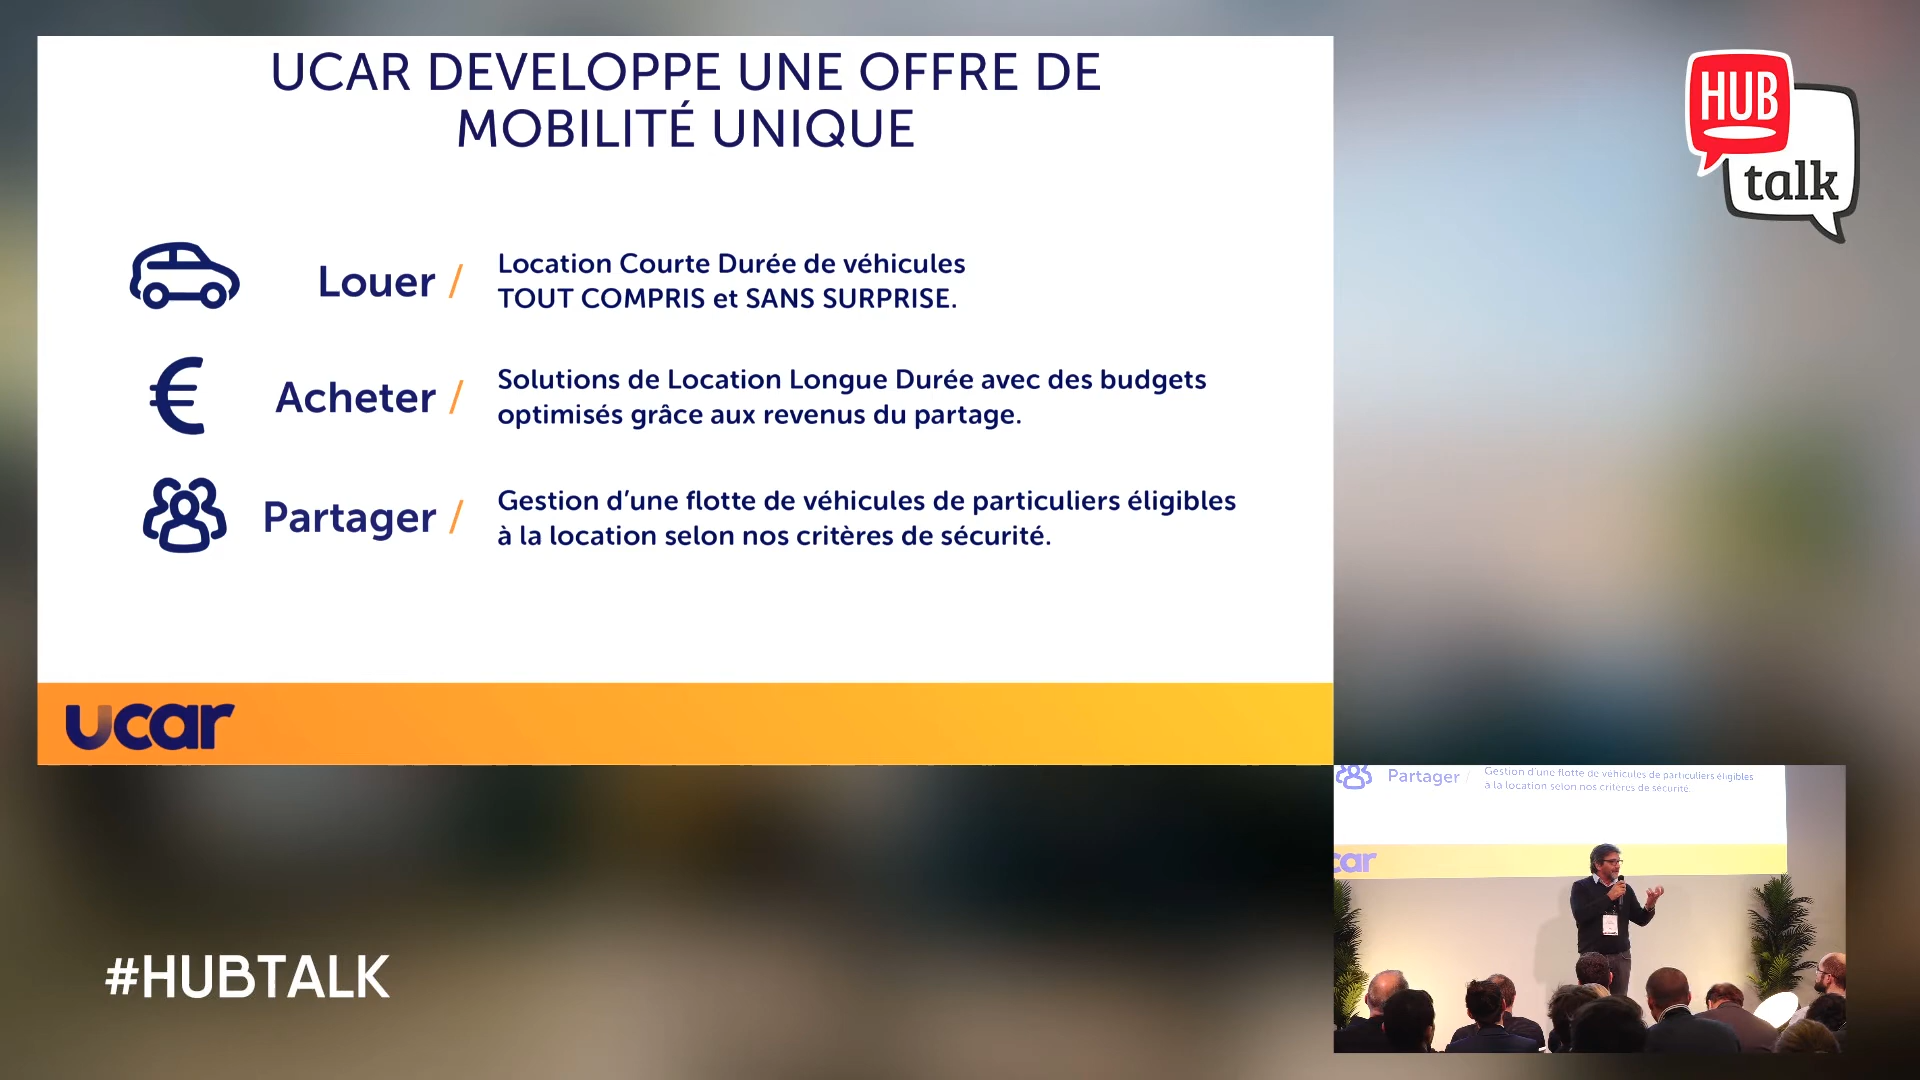 UCAR DEVELOPPE UNE OFFRE DE
MOBILITÉ UNIQUE
Louer /
Location Courte Durée de véhicules
TOUT COMPRIS et SANS SURPRISE.
Acheter /
Solutions de Location Longue Durée avec des budgets
optimisés grâce aux revenus du partage.
Partager /
Gestion d’une flotte de véhicules de particuliers éligibles
à la location selon nos critères de sécurité.
ucar
HUB
talk
#HUBTALK
Partager /
Gestion d’une flotte de véhicules de particuliers éligibles
à la location selon nos critères de sécurité.
car